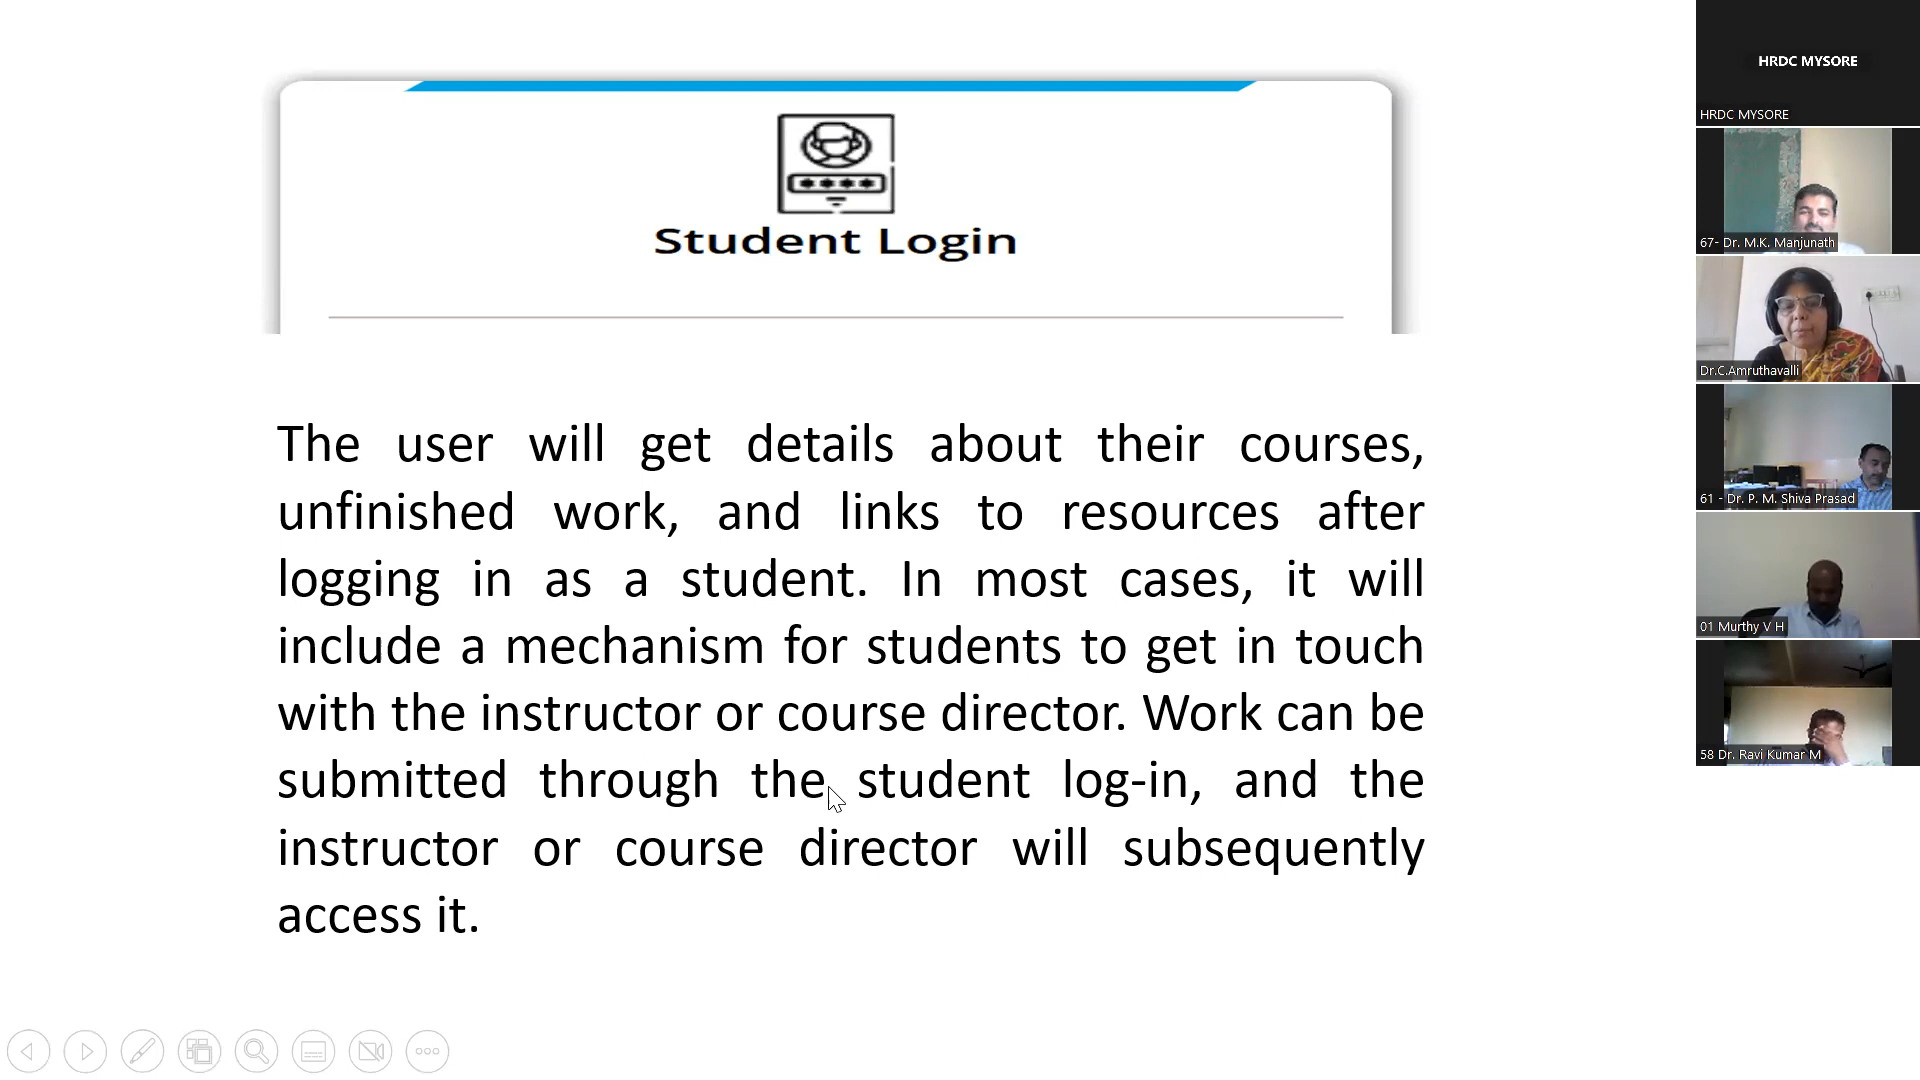 Student Login
The user will get details about their courses,
unfinished work, and links to resources after
logging in as a student. In most cases, it will
include a mechanism for students to get in touch
with the instructor or course director. Work can be
submitted through the student log-in, and the
instructor or course director will subsequently
access it.
HRDC MYSORE
HRDC MYSORE
67- Dr. M.K. Manjunath
Dr.C.Amruthavalli
61 - Dr. P. M. Shiva Prasad
01 Murthy V H
58 Dr. Ravi Kumar M